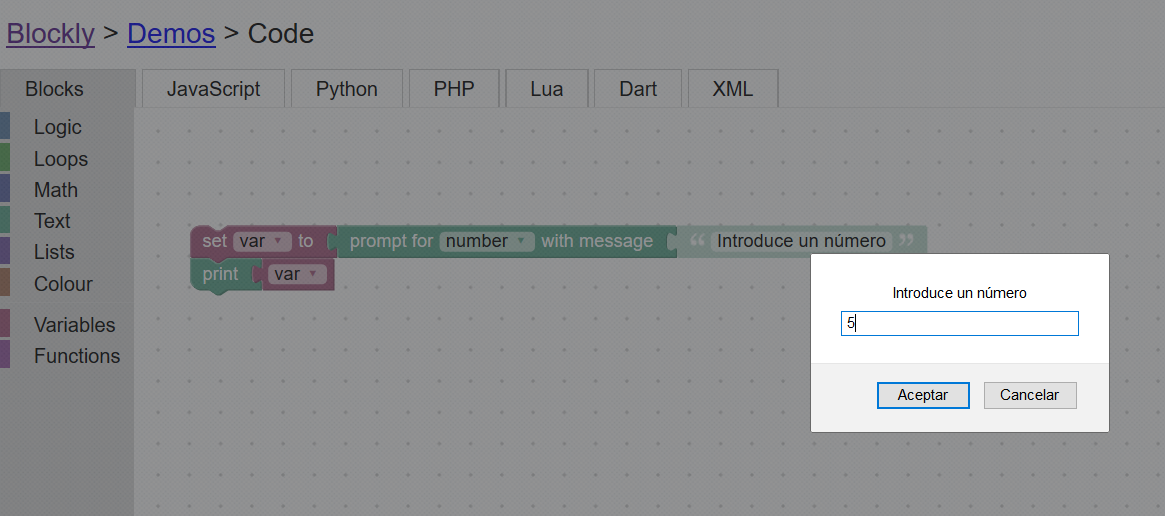 Blockly > Demos > Code
Blocks JavaScript Python PHP Lua Dart XML
Logic
Loops
Math
Text
Lists
Colour
Variables
Functions
set var to prompt for number with message “ Introduce un número ”
print var
Introduce un número
5
Aceptar Cancelar